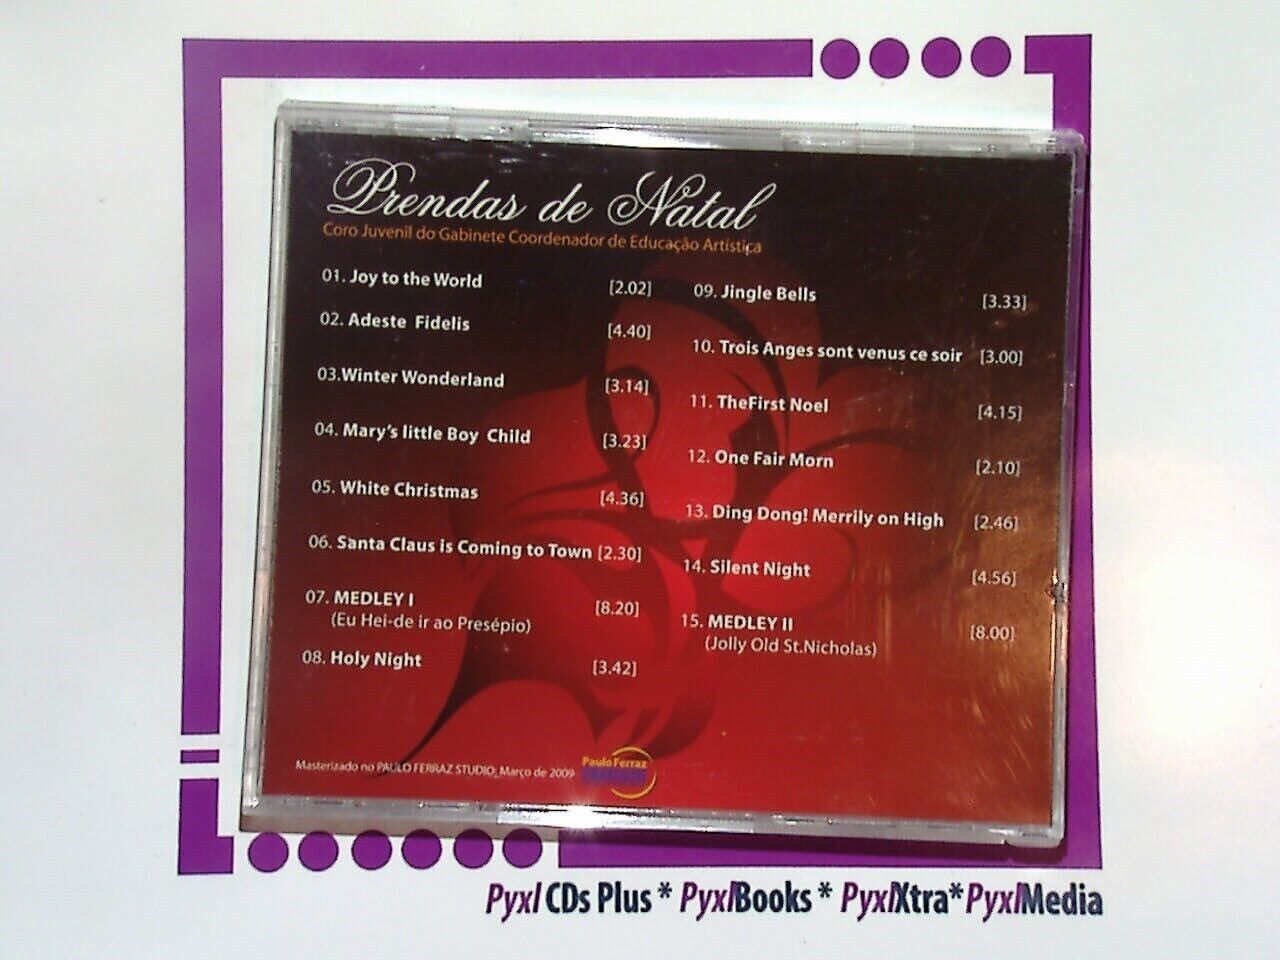 Prendas de Natal
Coro Juvenil do Gabinete Coordenador de Educação Artística
01. Joy to the World [2.02]
02. Adeste Fidelis [4.40]
03.Winter Wonderland [3.14]
04. Mary's little Boy Child [3.23]
05. White Christmas [4.36]
06. Santa Claus is Coming to Town [2.30]
07. MEDLEY I [8.20]
(Eu Hei-de ir ao Presépio)
08. Holy Night [3.42]
09. Jingle Bells [3.33]
10. Trois Anges sont venus ce soir [3.00]
11. TheFirst Noel [4.15]
12. One Fair Morn [2.10]
13. Ding Dong! Merrily on High [2.46]
14. Silent Night [4.56]
15. MEDLEY II [8.00]
(Jolly Old St.Nicholas)
Masterizado no PAULO FERRAZ STUDIO; Março de 2009
Paulo Ferraz
Pyxl CDs Plus * PyxlBooks * PyxlXtra*PyxlMedia